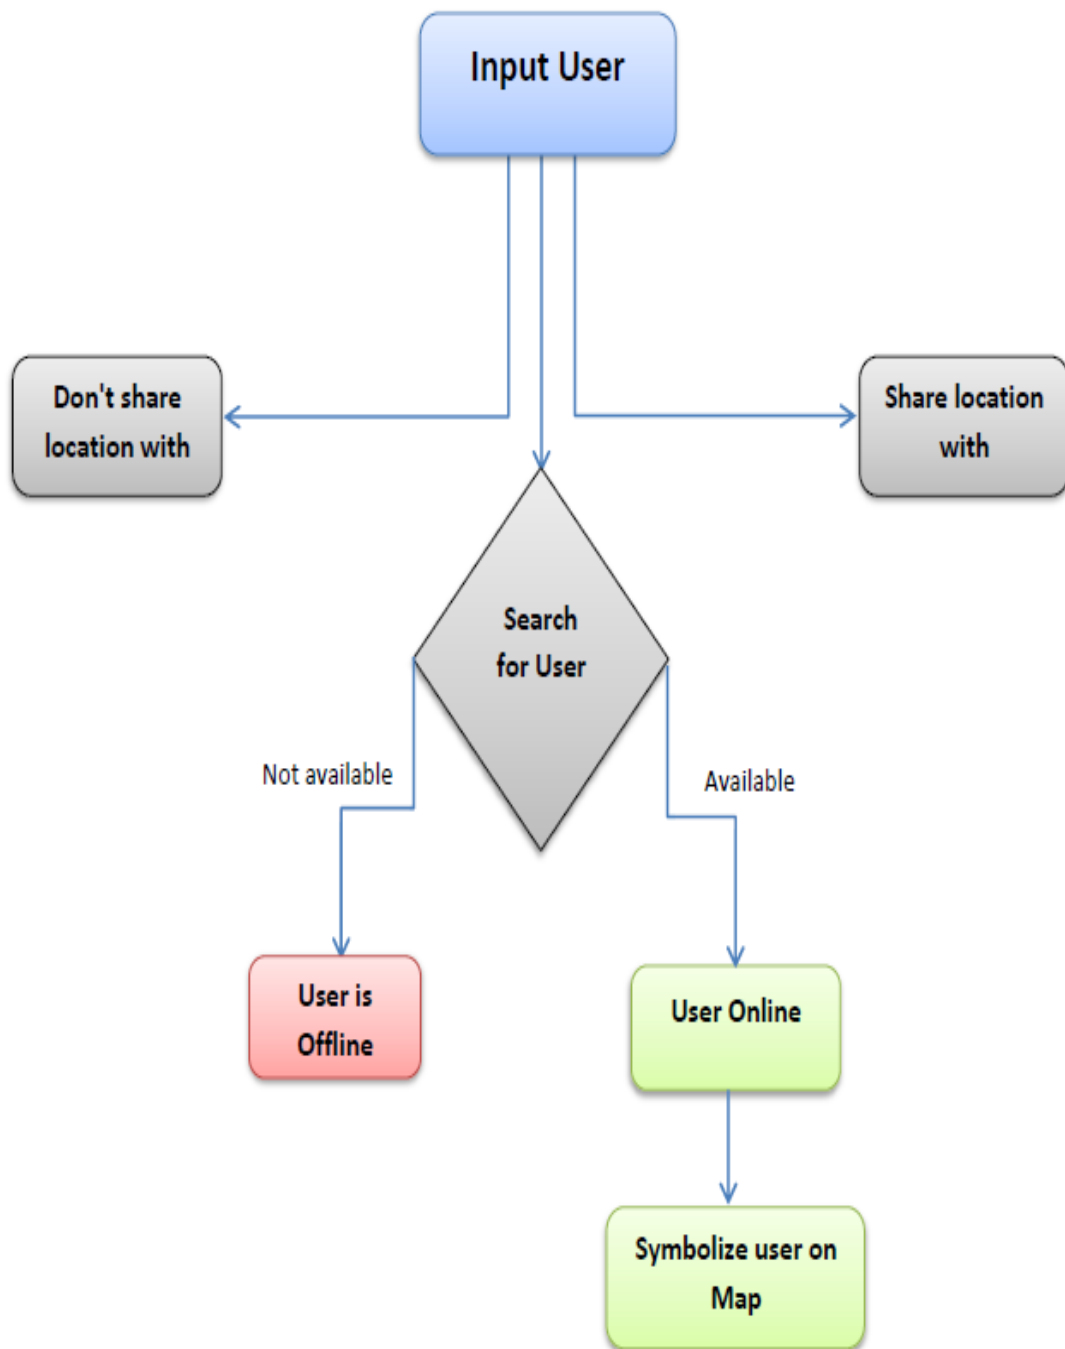 Input User
Don't share
location with
Share location
with
Search
for User
Not available
Available
User is
Offline
User Online
Symbolize user on
Map